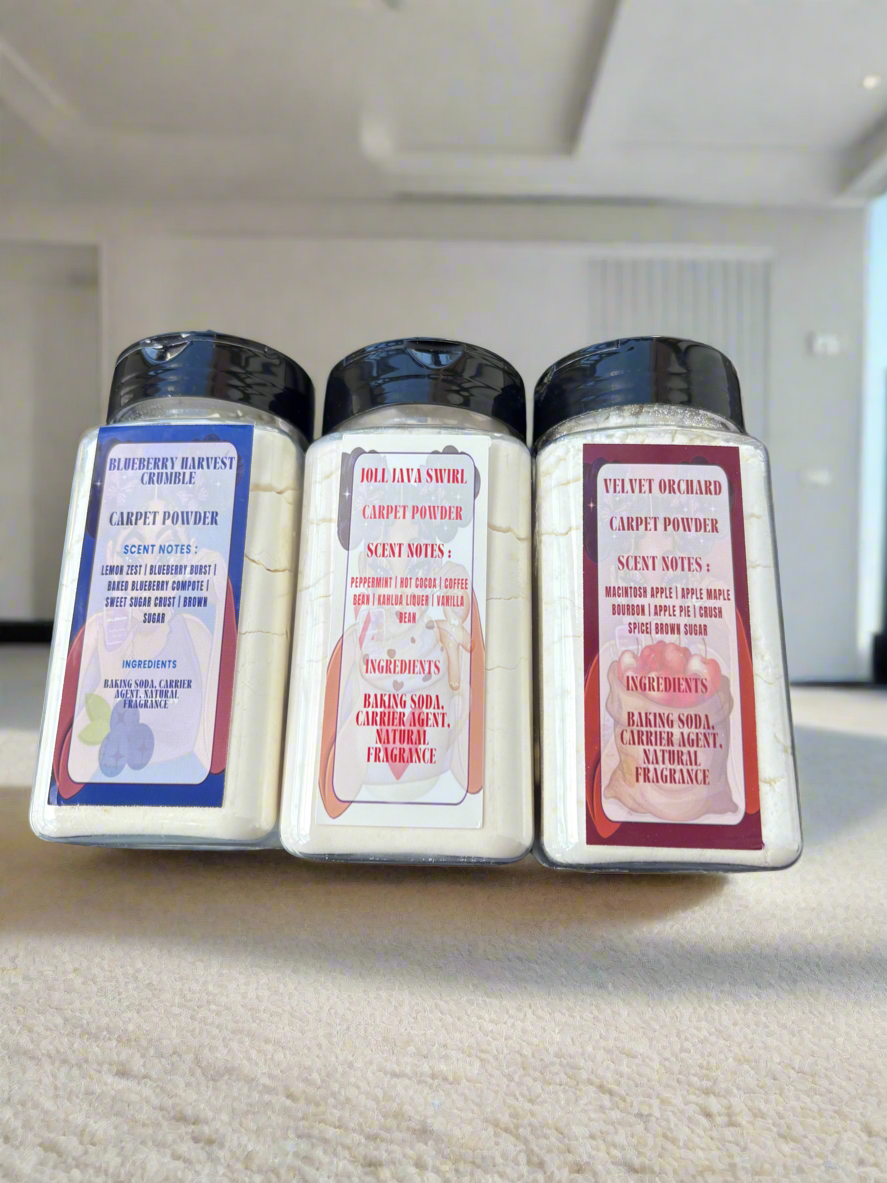 BLUEBERRY HARVEST
CRUMBLE
CARPET POWDER
SCENT NOTES :
LEMON ZEST | BLUEBERRY BURST |
BAKED BLUEBERRY COMPOTE |
SWEET SUGAR CRUST | BROWN
SUGAR
INGREDIENTS
BAKING SODA, CARRIER
AGENT, NATURAL
FRAGRANCE
JOLL JAVA SWIRL
CARPET POWDER
SCENT NOTES :
PEPPERMINT | HOT COCOA | COFFEE
BEAN | KAHLUA LIQUER | VANILLA
BEAN
INGREDIENTS
BAKING SODA,
CARRIER AGENT,
NATURAL
FRAGRANCE
VELVET ORCHARD
CARPET POWDER
SCENT NOTES :
MACINTOSH APPLE | APPLE MAPLE
BOURBON | APPLE PIE | CRUSH
SPICE| BROWN SUGAR
INGREDIENTS
BAKING SODA,
CARRIER AGENT,
NATURAL
FRAGRANCE